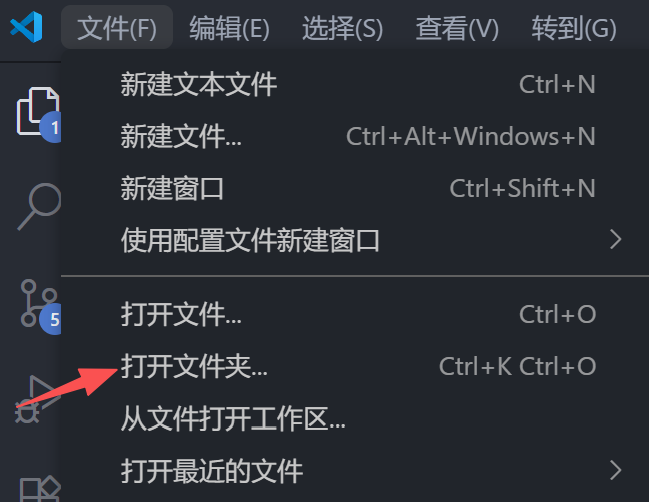 文件(F) 编辑(E) 选择(S) 查看(V) 转到(G)
新建文本文件 Ctrl+N
新建文件... Ctrl+Alt+Windows+N
1
新建窗口 Ctrl+Shift+N
使用配置文件新建窗口
打开文件... Ctrl+O
5
打开文件夹... Ctrl+K Ctrl+O
从文件打开工作区...
打开最近的文件